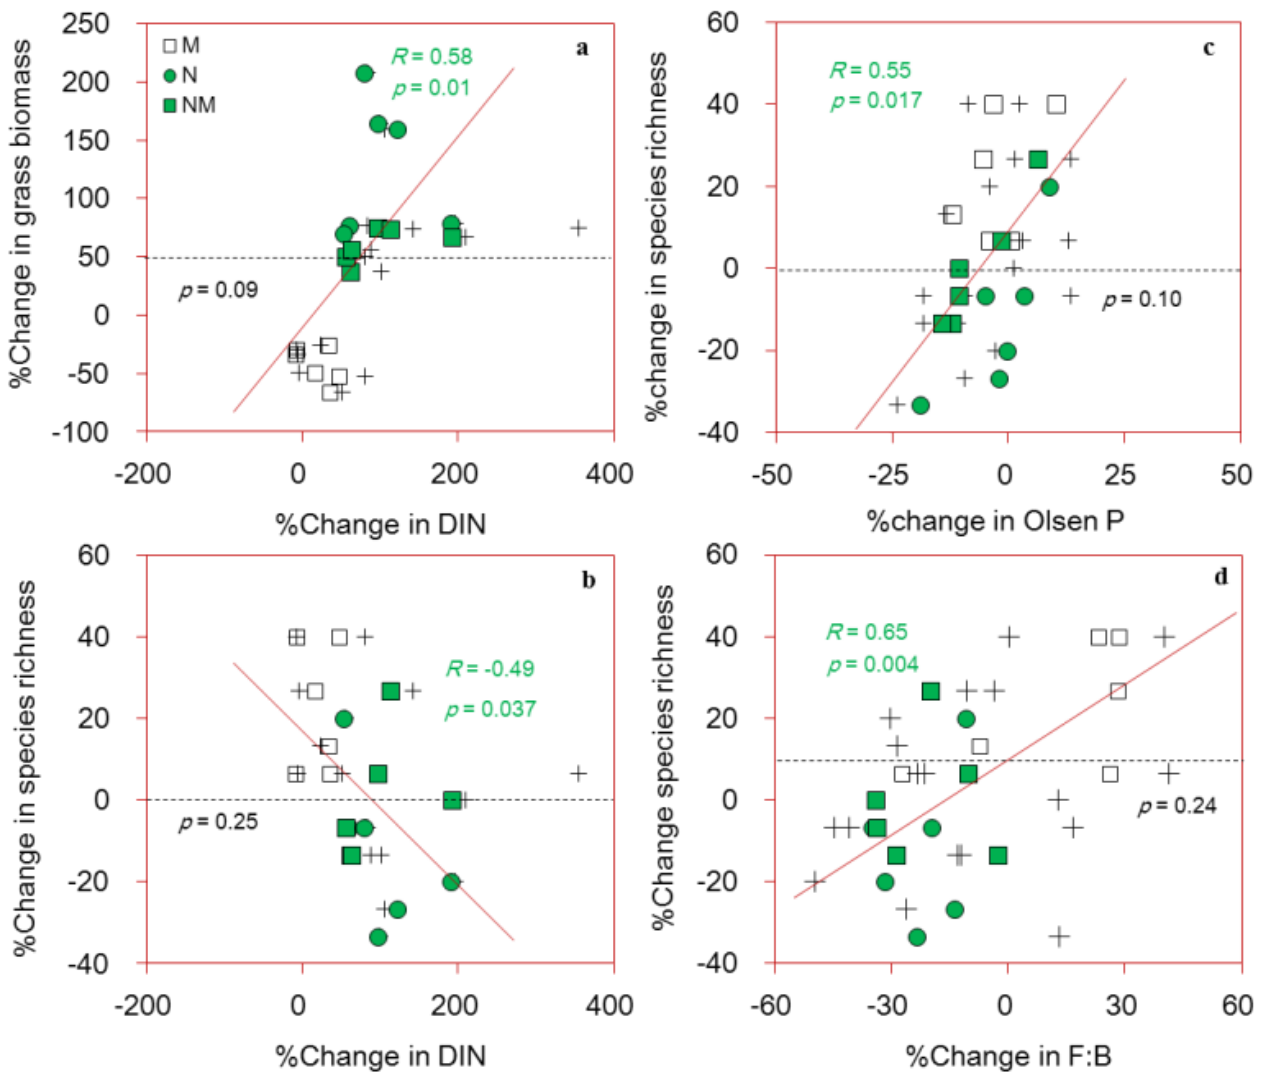 a
%Change in grass biomass
250
200
150
100
50
0
-50
-100
M
N
NM
R = 0.58
p = 0.01
p = 0.09
-200
0
200
400
%Change in DIN
c
%change in species richness
60
40
20
0
-20
-40
R = 0.55
p = 0.017
p = 0.10
-50
-25
0
25
50
%change in Olsen P
b
%Change in species richness
60
40
20
0
-20
-40
R = -0.49
p = 0.037
p = 0.25
-200
0
200
400
%Change in DIN
d
%Change species richness
60
40
20
0
-20
-40
R = 0.65
p = 0.004
p = 0.24
-60
-30
0
30
60
%Change in F:B